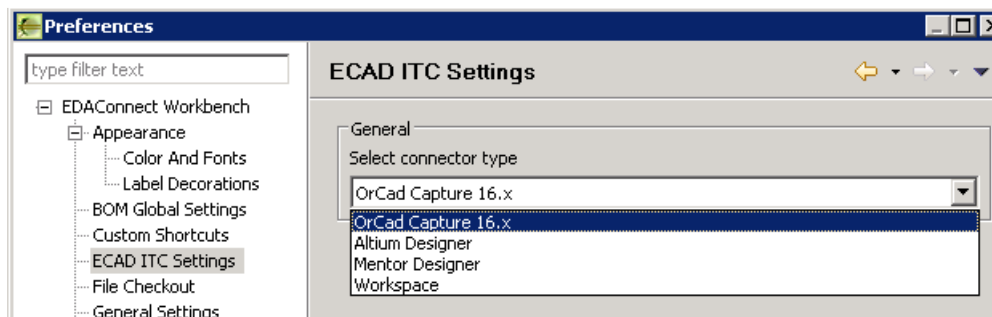 Preferences
type filter text
EDAConnect Workbench
Appearance
Color And Fonts
Label Decorations
BOM Global Settings
Custom Shortcuts
ECAD ITC Settings
File Checkout
General Settings
ECAD ITC Settings
General
Select connector type
OrCad Capture 16.x
OrCad Capture 16.x
Altium Designer
Mentor Designer
Workspace